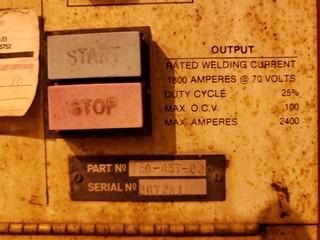 START
STOP
OUTPUT
RATED WELDING CURRENT
1800 AMPERES @ 70 VOLTS
DUTY CYCLE 25%
MAX. O.C.V. 100
MAX. AMPERES 2400
PART Nº
SERIAL Nº